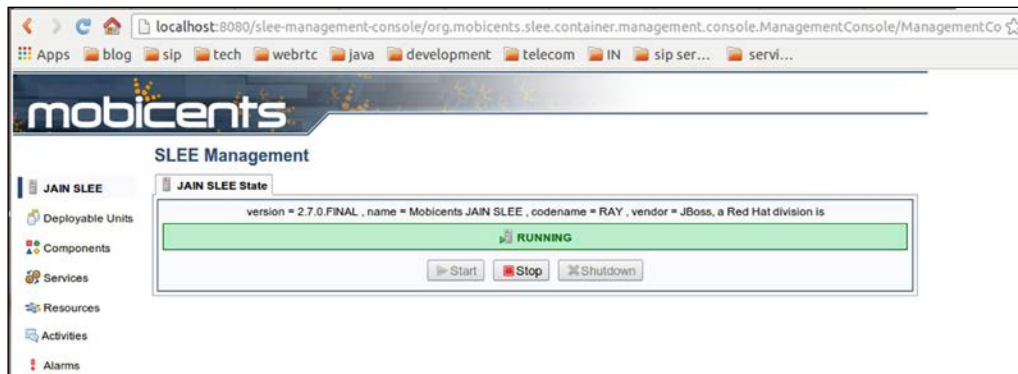 localhost:8080/slee-management-console/org.mobicents.slee.container.management.console.ManagementConsole/ManagementCo
Apps blog sip tech webrtc java development telecom IN sip ser... servi...
mobicents
SLEE Management
JAIN SLEE
JAIN SLEE State
version = 2.7.0.FINAL , name = Mobicents JAIN SLEE , codename = RAY , vendor = JBoss, a Red Hat division is
Deployable Units
RUNNING
Components
Start Stop Shutdown
Services
Resources
Activities
Alarms